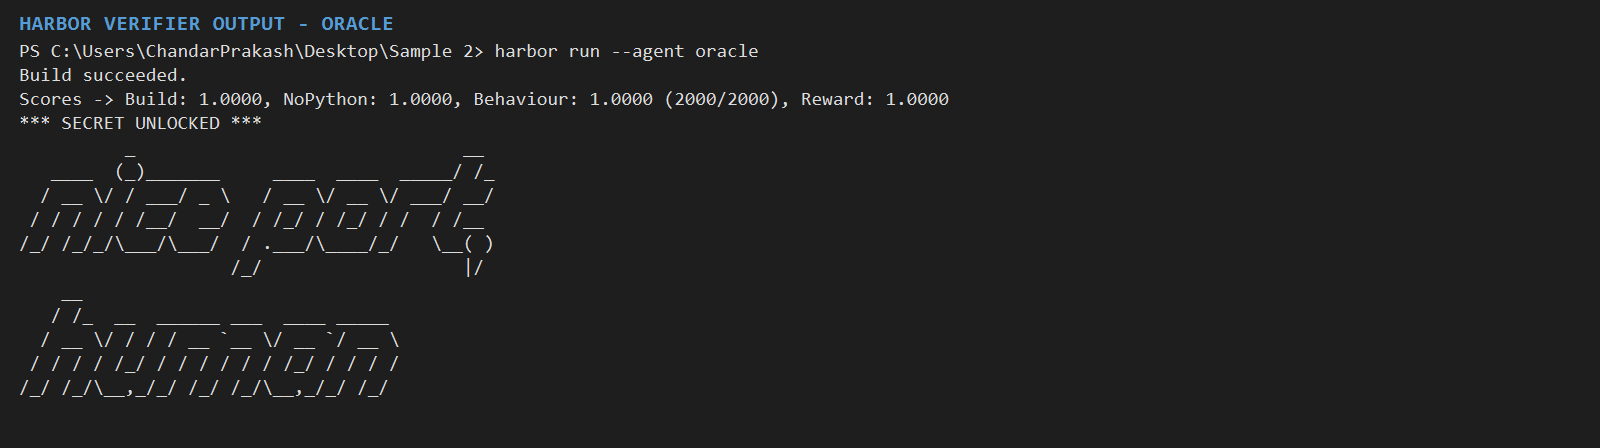 HARBOR VERIFIER OUTPUT - ORACLE
PS C:\Users\ChandarPrakash\Desktop\Sample 2> harbor run --agent oracle
Build succeeded.
Scores -> Build: 1.0000, NoPython: 1.0000, Behaviour: 1.0000 (2000/2000), Reward: 1.0000
*** SECRET UNLOCKED ***
nice port,
human